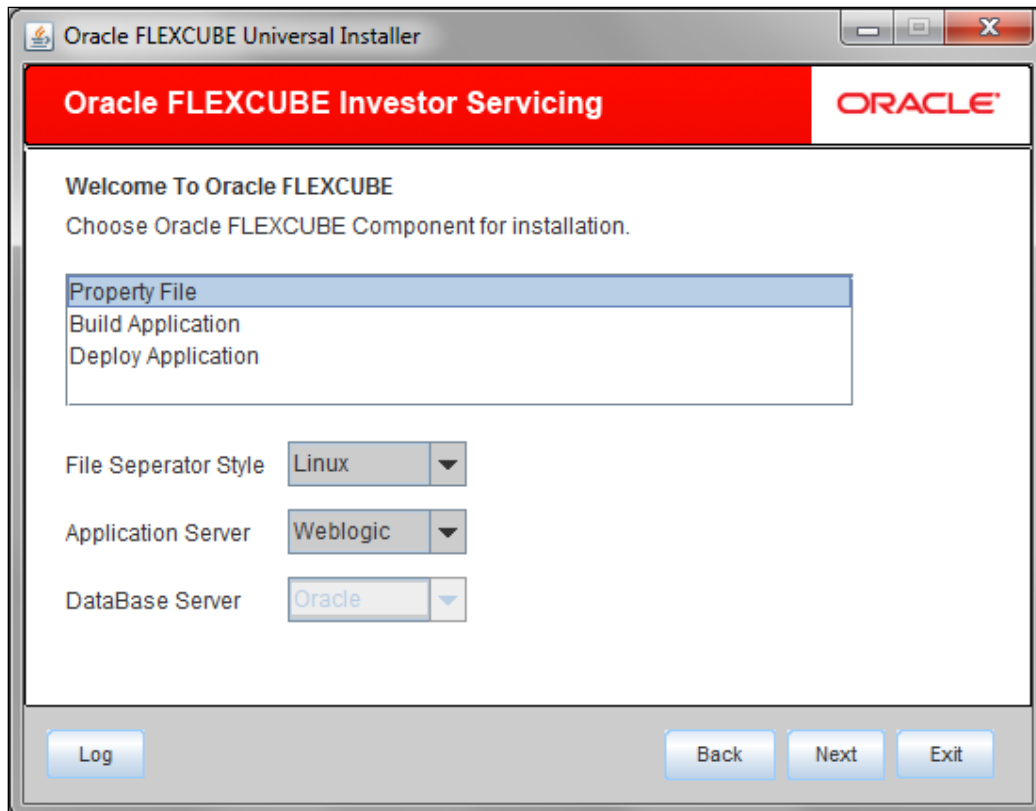 Oracle FLEXCUBE Universal Installer
Oracle FLEXCUBE Investor Servicing
ORACLE
Welcome To Oracle FLEXCUBE
Choose Oracle FLEXCUBE Component for installation.
Property File
Build Application
Deploy Application
File Seperator Style Linux
Application Server Weblogic
DataBase Server Oracle
Log Back Next Exit